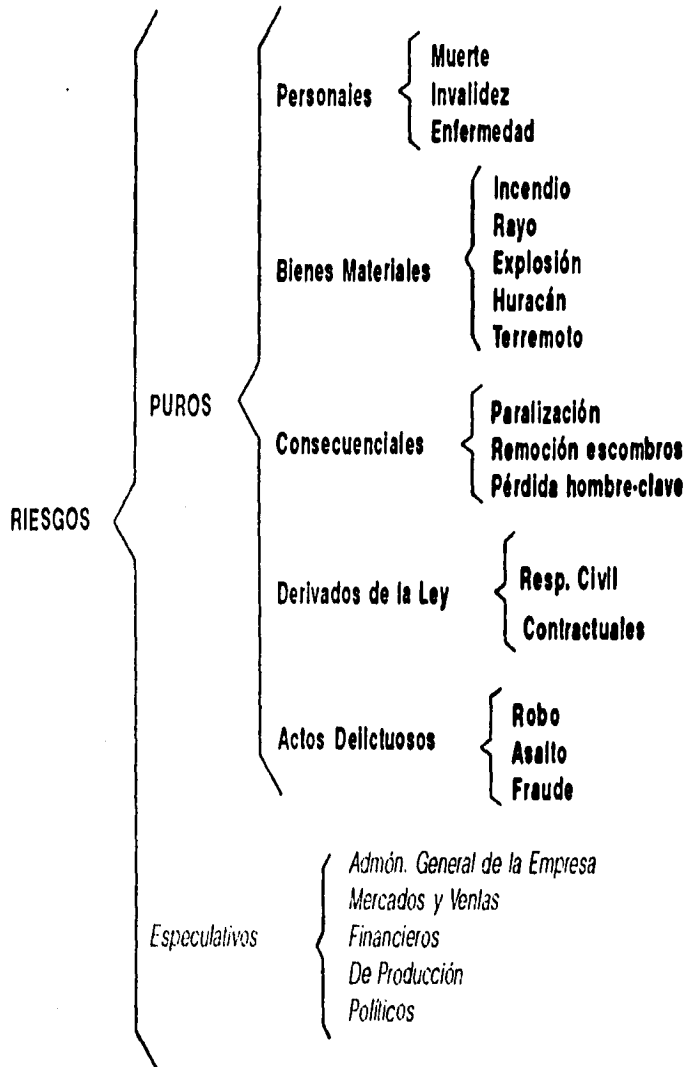 RIESGOS
PUROS
Personajes
Muerte
Invalidez
Enfermedad
Bienes Materiales
Incendio
Rayo
Explosión
Huracán
Terremoto
Consecuenciales
Paralización
Remoción escombros
Pérdida hombre-clave
Derivados de la Ley
Resp. Civil
Contractuales
Actos Delictuosos
Robo
Asalto
Fraude
Especulativos
Admón. General de la Empresa
Mercados y Venlas
Financieros
De Producción
Políticos